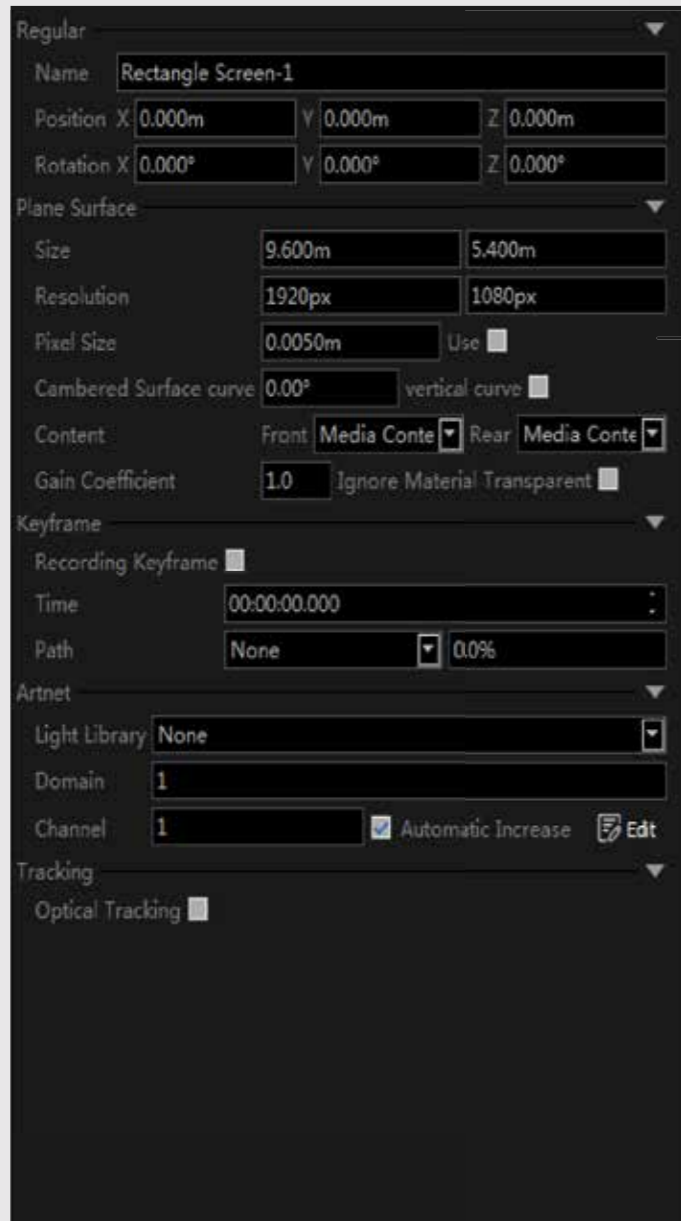 Regular
Name Rectangle Screen-1
Position X 0.000m Y 0.000m Z 0.000m
Rotation X 0.000° Y 0.000° Z 0.000°
Plane Surface
Size 9.600m 5.400m
Resolution 1920px 1080px
Pixel Size 0.0050m Use
Cambered Surface curve 0.00° vertical curve
Content Front Media Conte Rear Media Conte
Gain Coefficient 1.0 Ignore Material Transparent
Keyframe
Recording Keyframe
Time 00:00:00.000
Path None 0.0%
Artnet
Light Library None
Domain 1
Channel 1 Automatic Increase Edit
Tracking
Optical Tracking